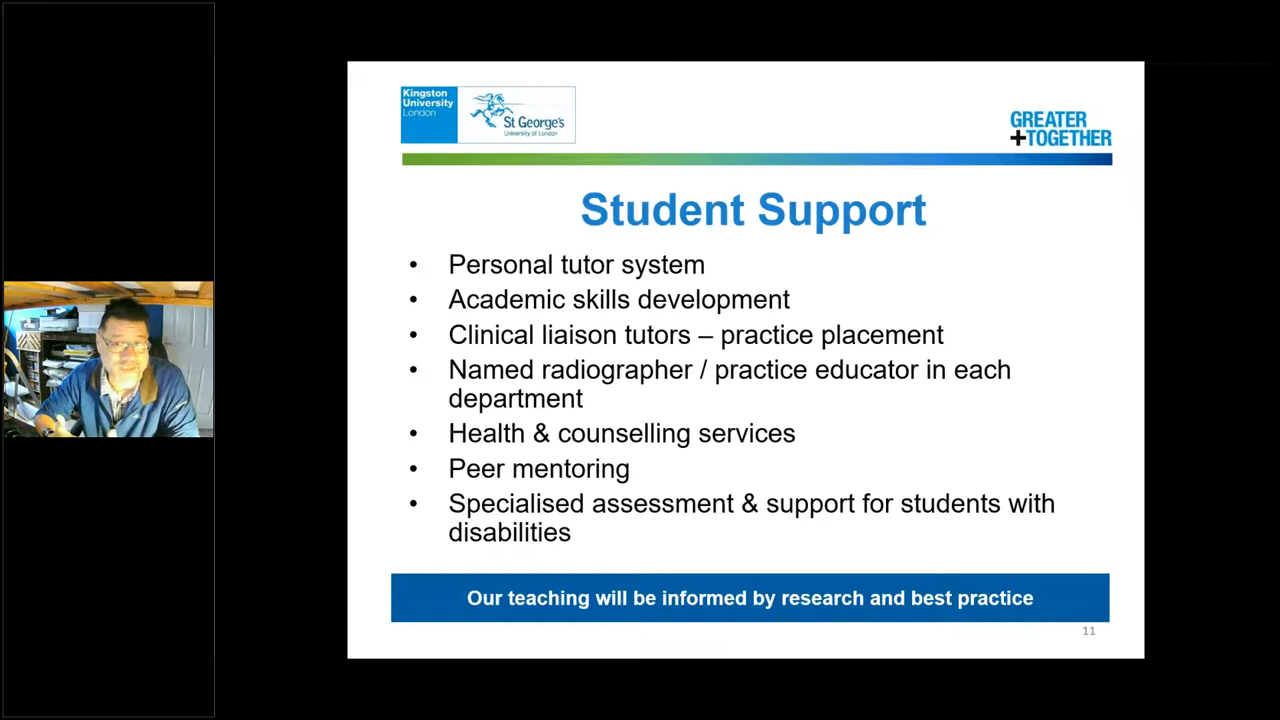 Kingston
University
London
St George's
University of London
GREATER
+TOGETHER
Student Support
• Personal tutor system
• Academic skills development
• Clinical liaison tutors – practice placement
• Named radiographer / practice educator in each
department
• Health & counselling services
• Peer mentoring
• Specialised assessment & support for students with
disabilities
Our teaching will be informed by research and best practice
11